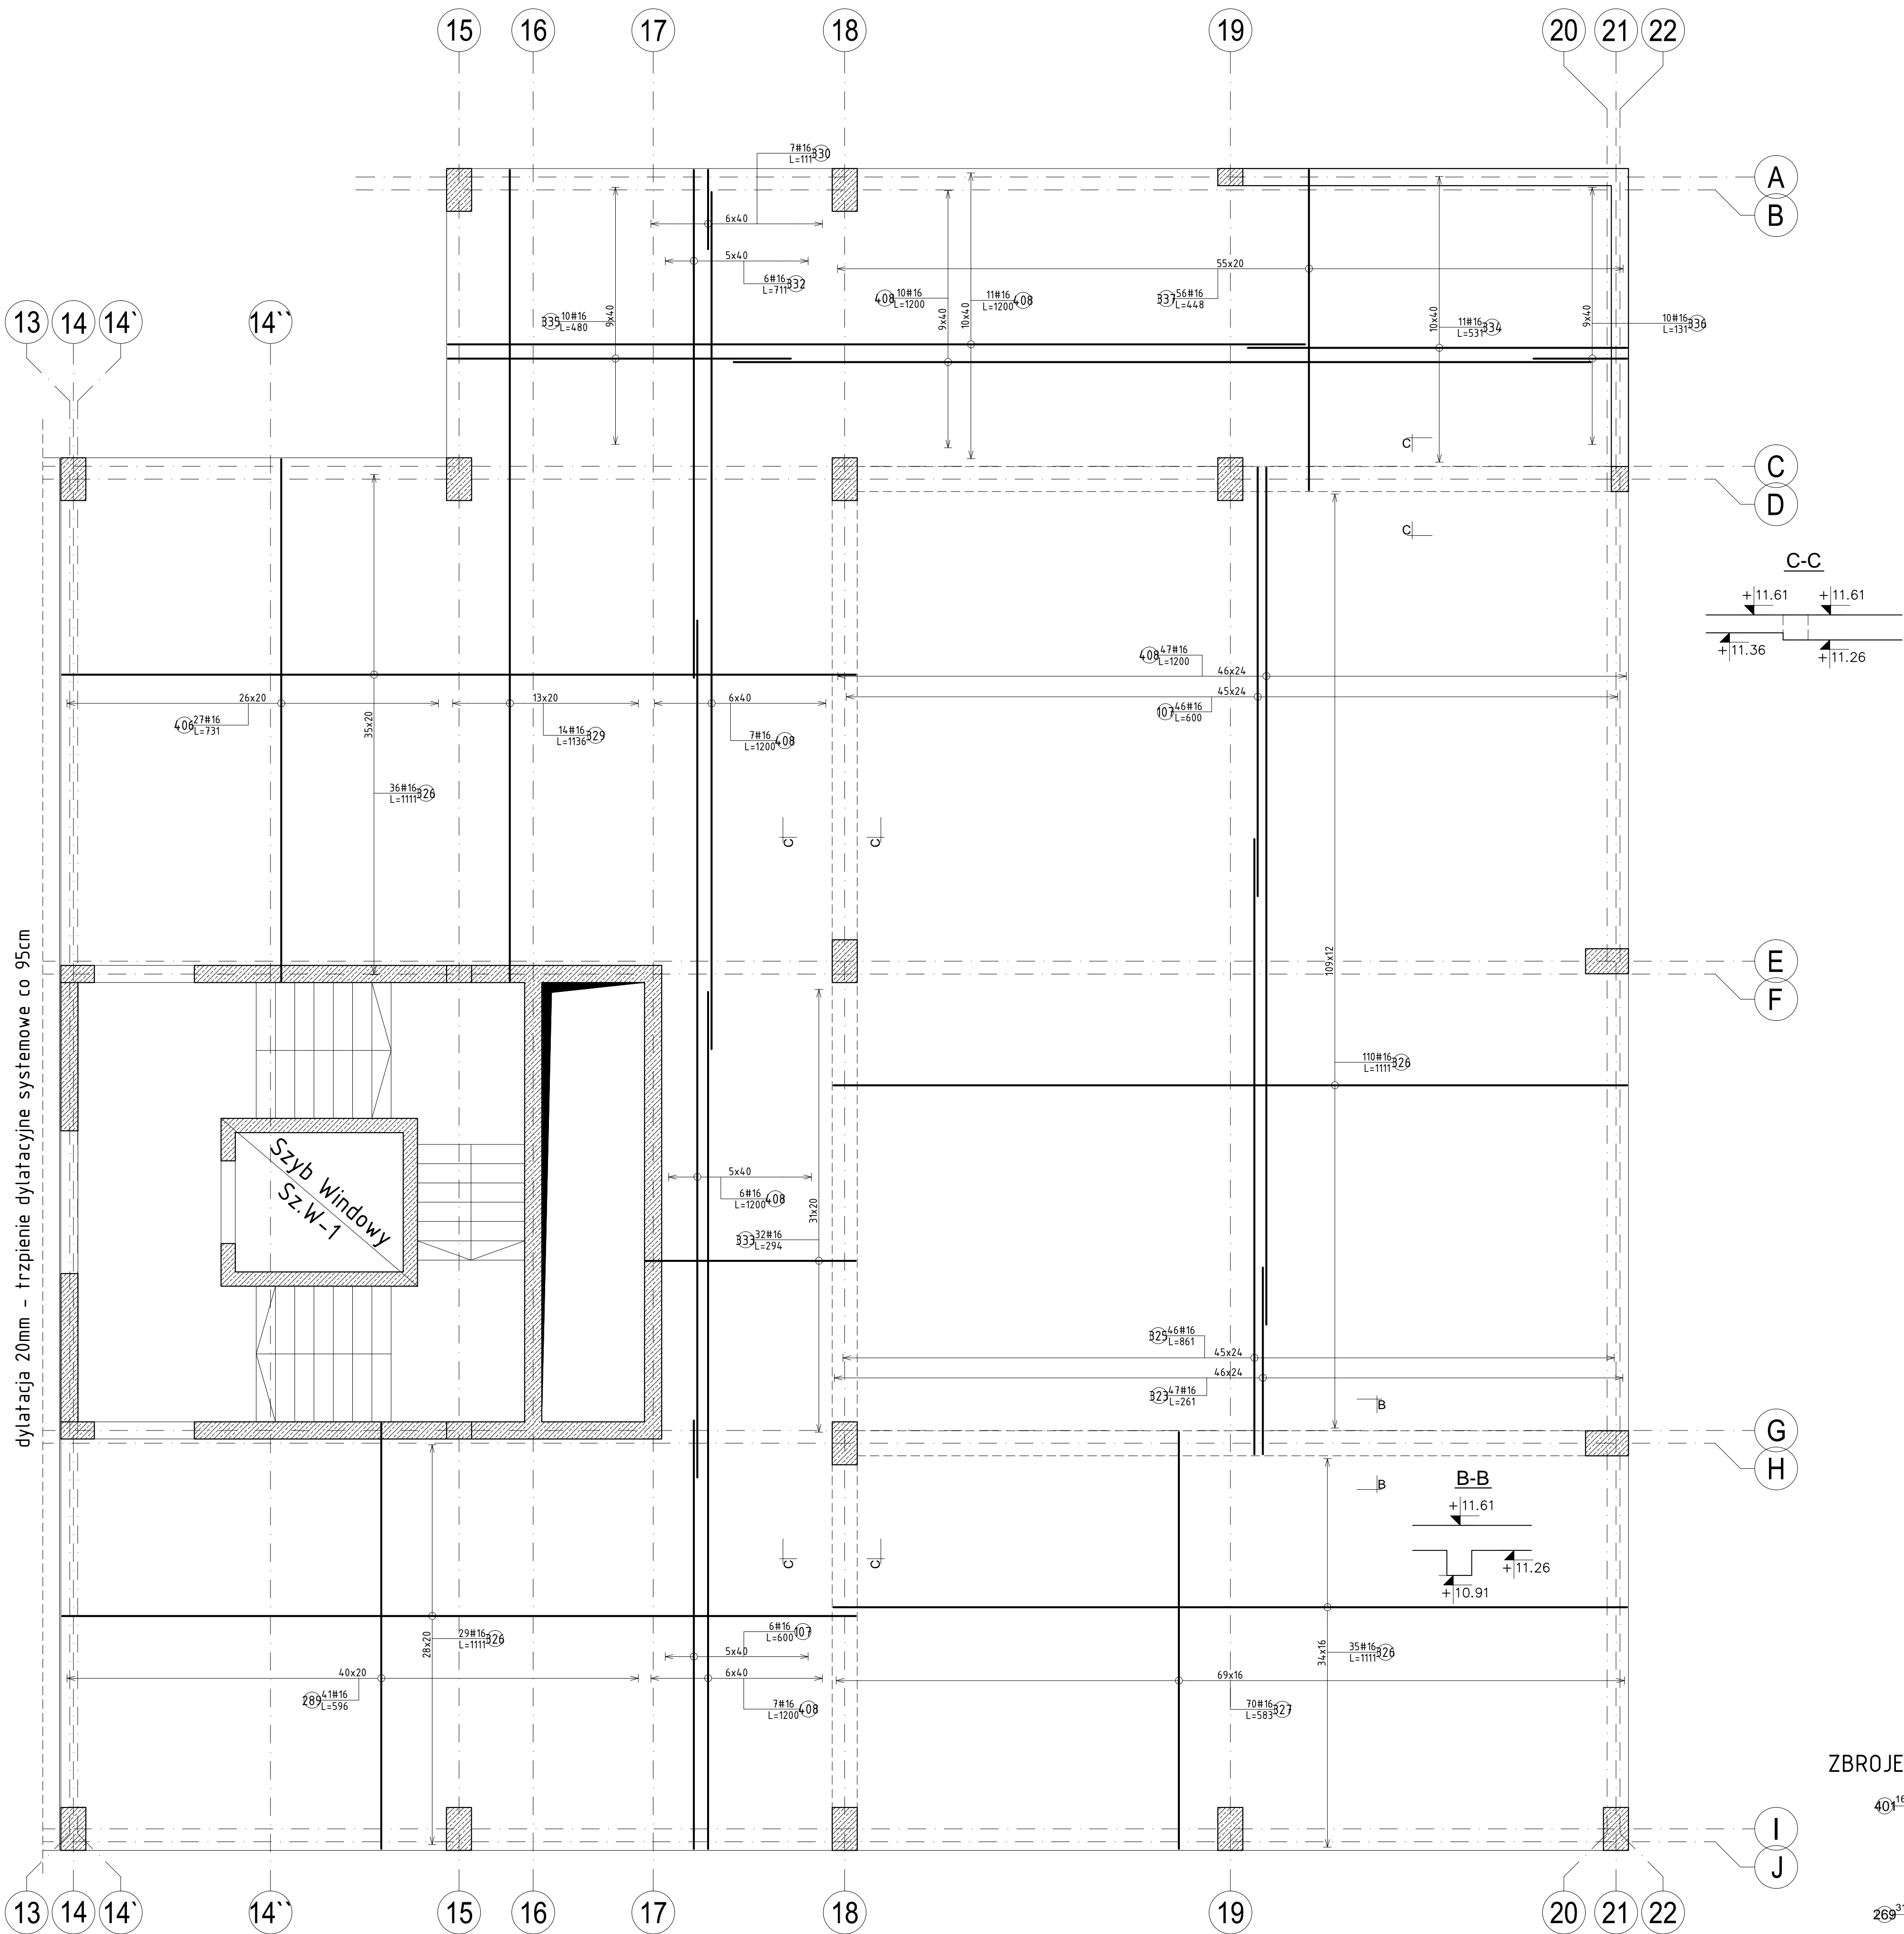 15 16 17 18 19 20 21 22
7#16 330
L=111
A
6x40
B
5x40
55x20
6#16 332
L=711
408 10#16
L=1200
11#16 408
L=1200
337 56#16
L=448
335 10#16
L=480
9x40
9x40
10x40
10x40
11#16 334
L=531
9x40
10#16 336
L=131
13 14 14` 14``
C
C
D
C
C-C
+11.61 +11.61
+11.36 +11.26
408 47#16
L=1200
46x24
26x20
13x20
6x40
45x24
406 27#16
L=731
35x20
14#16 329
L=1136
7#16 408
L=1200
107 46#16
L=600
36#16 326
L=1111
C C
dylatacja 20mm - trzpienie dylatacyjne systemowe co 95cm
109x12
E
F
110#16 326
L=1111
Szyb Windowy
Sz.W-1
5x40
6#16 408
L=1200
31x20
333 32#16
L=294
325 46#16
L=861
45x24
46x24
323 47#16
L=261
B
G
H
B
B-B
+11.61
+11.26
+10.91
C C
28x20
29#16 326
L=1111
6#16 107
L=600
5x40
34x16
35#16 326
L=1111
40x20
6x40
69x16
289 41#16
L=596
7#16 408
L=1200
70#16 327
L=583
ZBROJE
401 16
I
J
13 14 14` 14`` 15 16 17 18 19 20 21 22
269 31